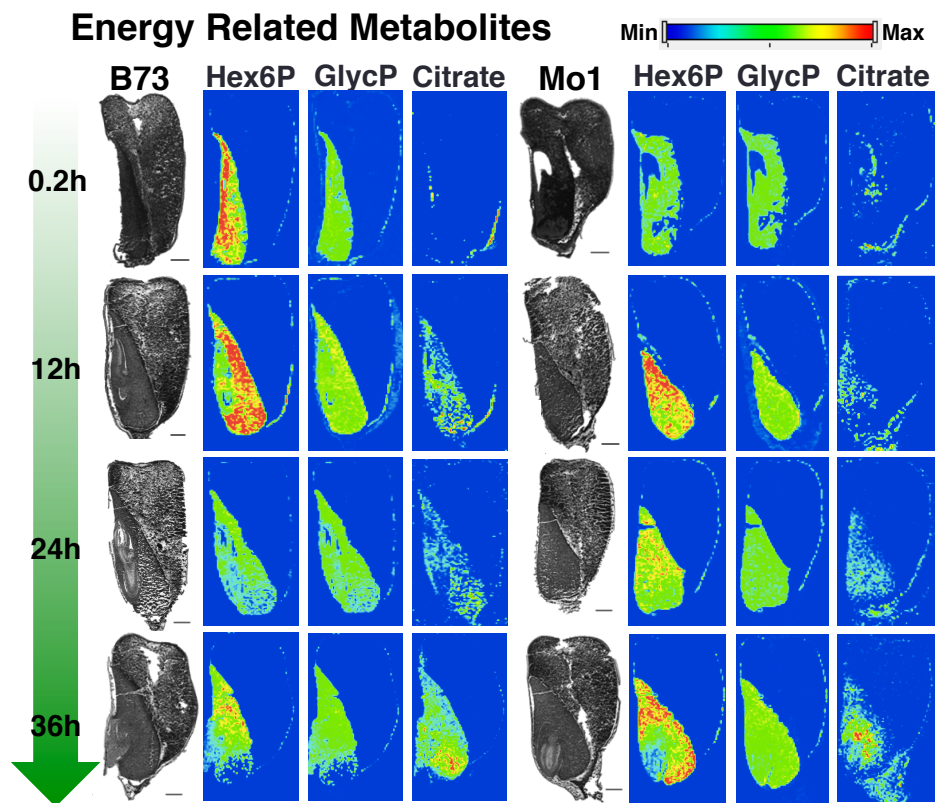 Energy Related Metabolites
Min Max
B73 Hex6P GlycP Citrate Mo1 Hex6P GlycP Citrate
0.2h
12h
24h
36h